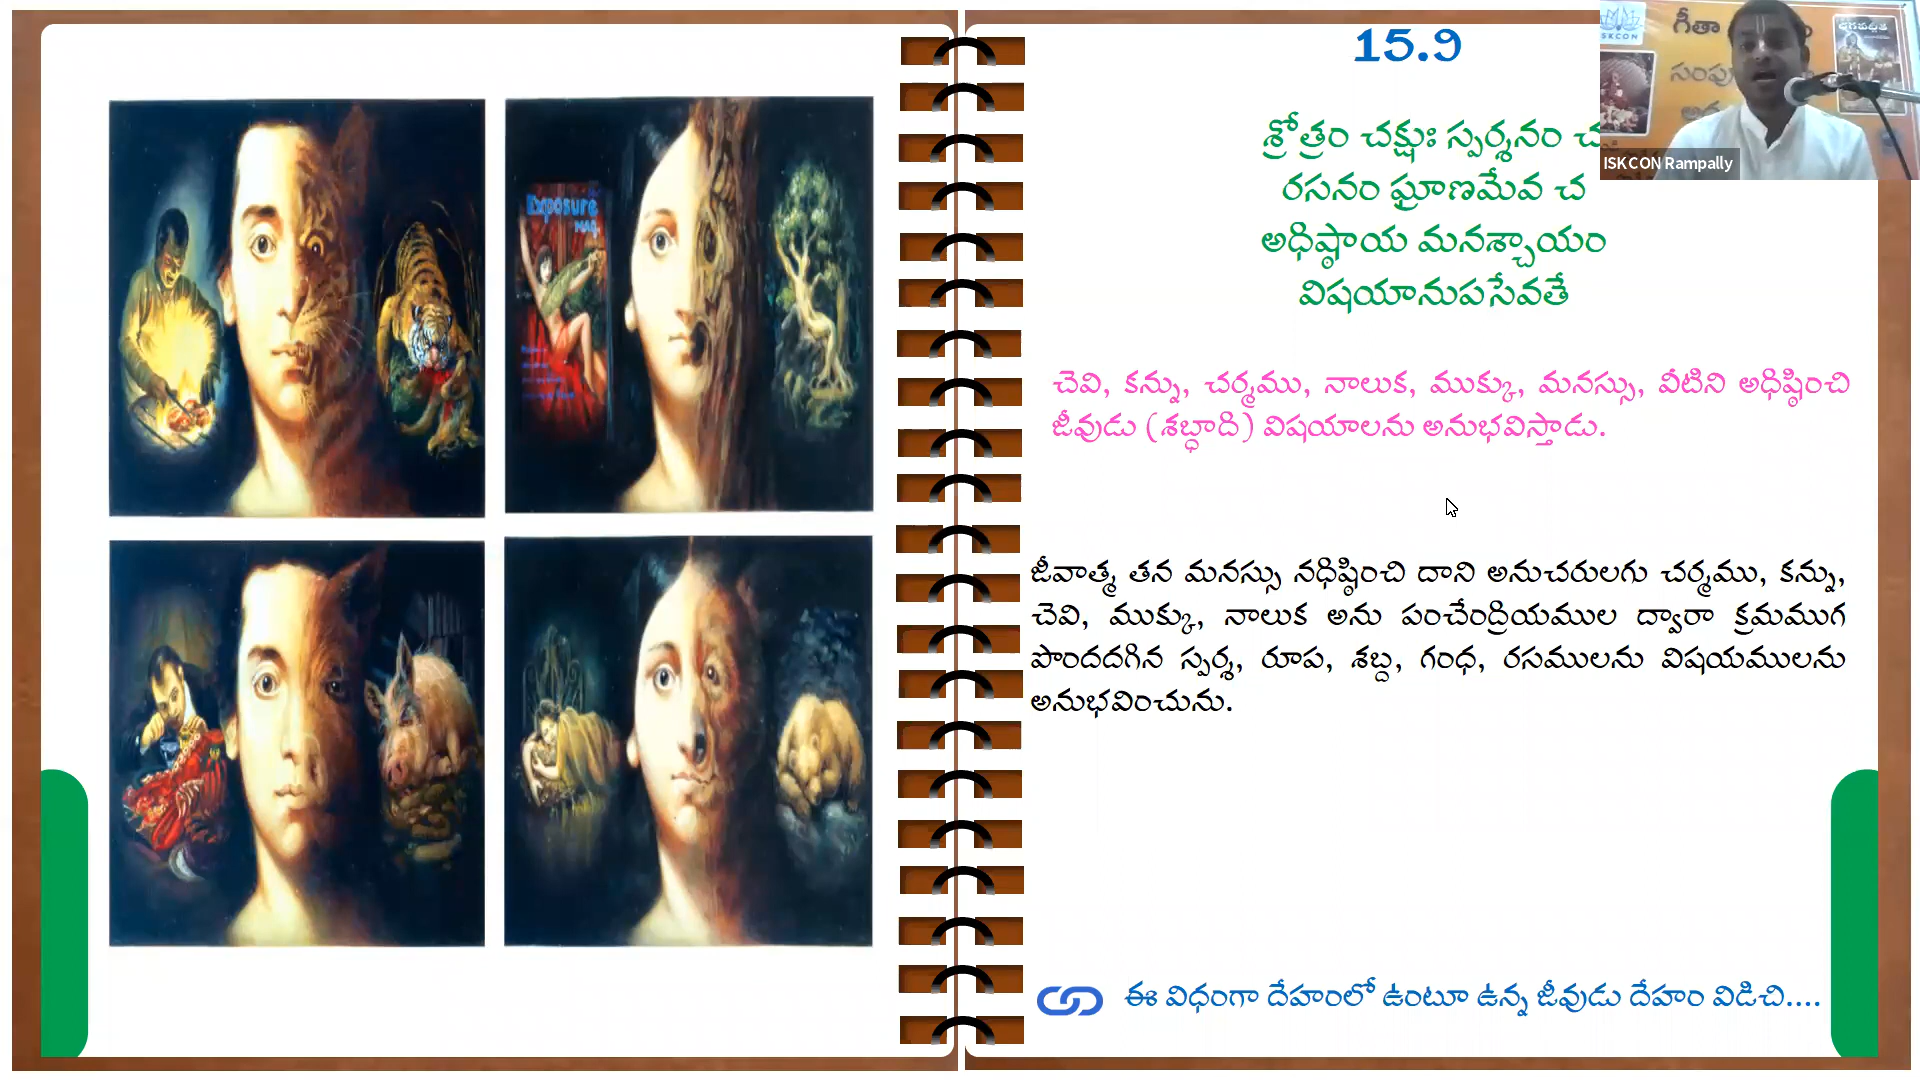 Exposure
MAG.
15.9
శ్రోత్రం చక్షుః స్పర్శనం చ
రసనం ఘ్రాణమేవ చ
అధిష్ఠాయ మనశ్చాయం
విషయానుపసేవతే
చెవి, కన్ను, చర్మము, నాలుక, ముక్కు, మనస్సు, వీటిని అధిష్ఠించి
జీవుడు (శబ్ధాది) విషయాలను అనుభవిస్తాడు.
జీవాత్మ తన మనస్సు నధిష్ఠించి దాని అనుచరులగు చర్మము, కన్ను,
చెవి, ముక్కు, నాలుక అను పంచేంద్రియముల ద్వారా క్రమముగ
పొందదగిన స్పర్శ, రూప, శబ్ద, గంధ, రసములను విషయములను
అనుభవించును.
ఈ విధంగా దేహంలో ఉంటూ ఉన్న జీవుడు దేహం విడిచి....
ISKCON
గీతా
ISKCON Rampally